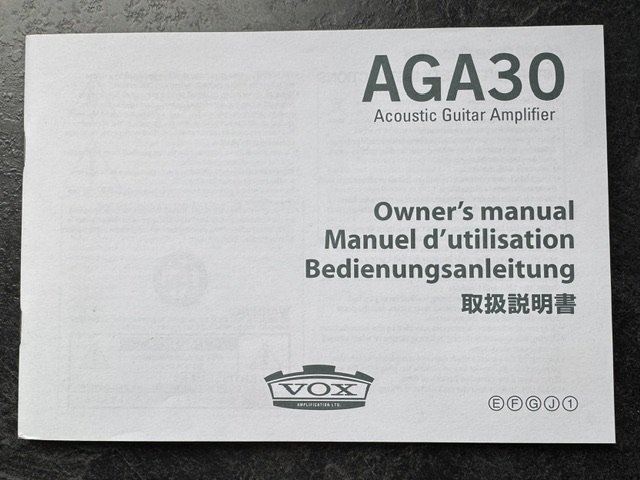 AGA30
Acoustic Guitar Amplifier
Owner's manual
Manuel d'utilisation
Bedienungsanleitung
取扱説明書
VOX
AMPLIFICATION LTD.
Ⓔ Ⓕ Ⓖ Ⓙ ①